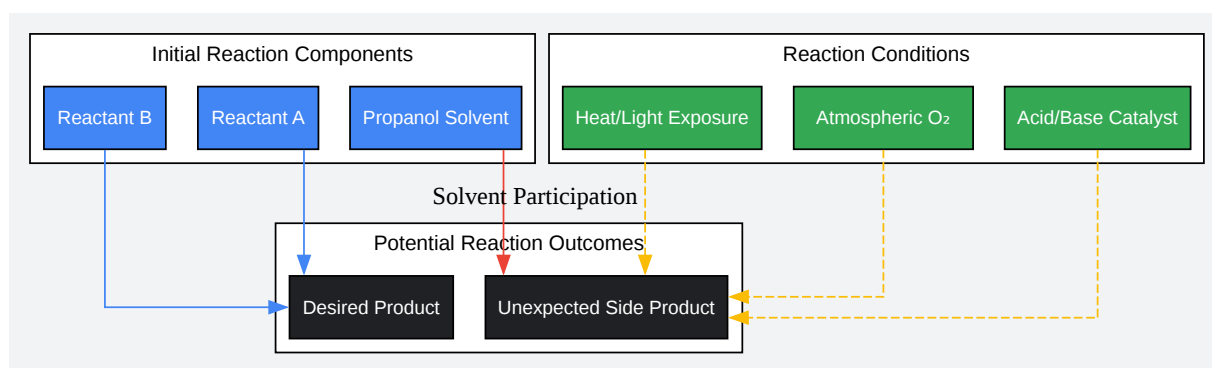 Initial Reaction Components
Reaction Conditions
Reactant B
Reactant A
Propanol Solvent
Heat/Light Exposure
Atmospheric O₂
Acid/Base Catalyst
Solvent Participation
Potential Reaction Outcomes
Desired Product
Unexpected Side Product